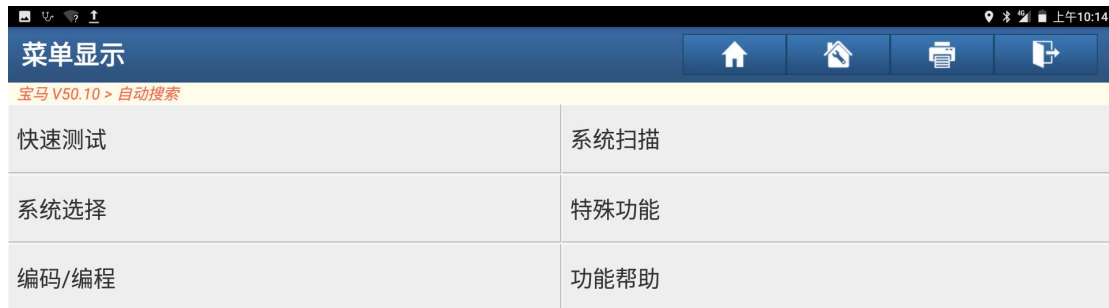 上午10:14
菜单显示
宝马 V50.10 > 自动搜索
快速测试
系统扫描
系统选择
特殊功能
编码/编程
功能帮助